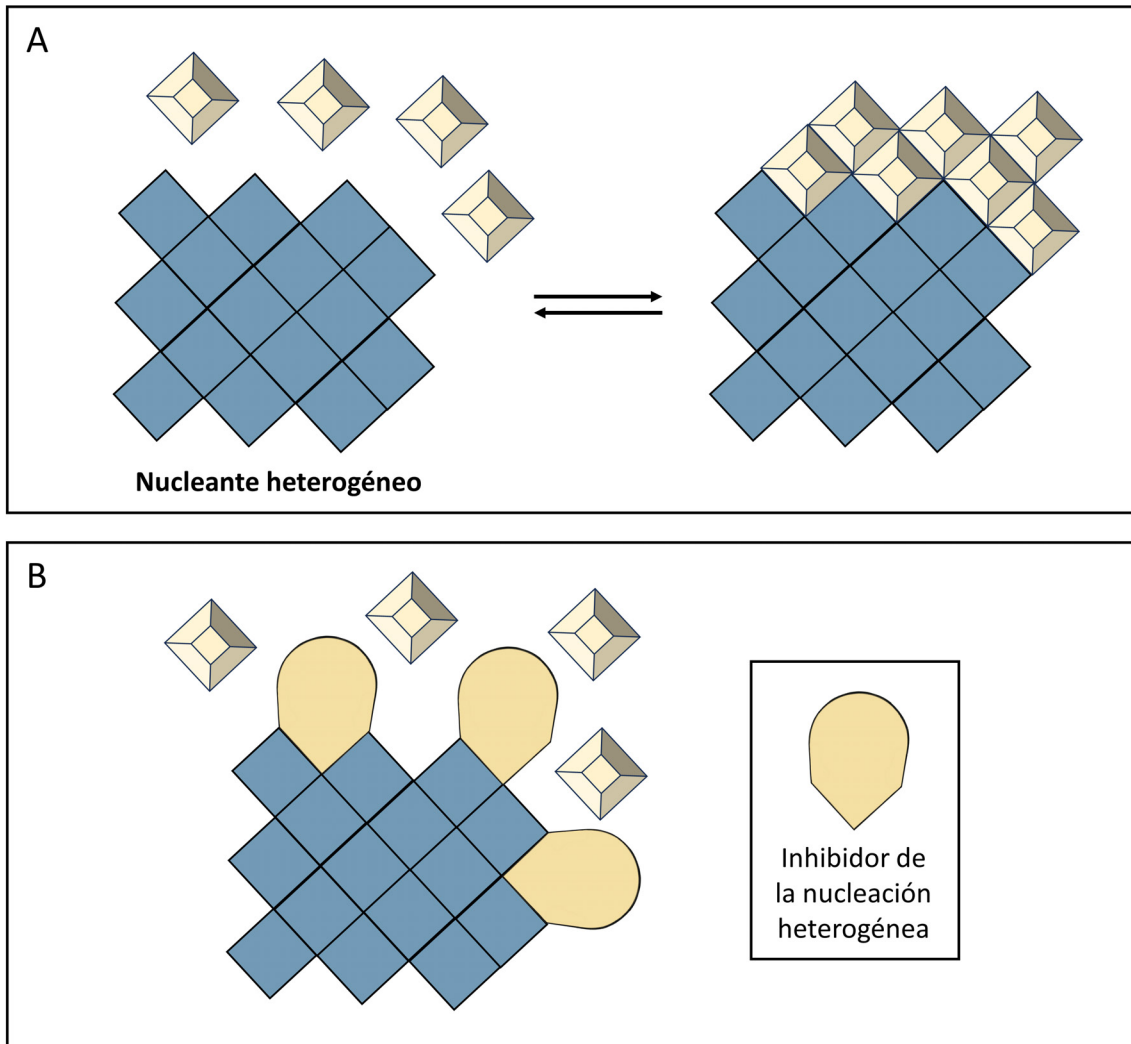 A
Nucleante heterogéneo
B
Inhibidor de
la nucleación
heterogénea